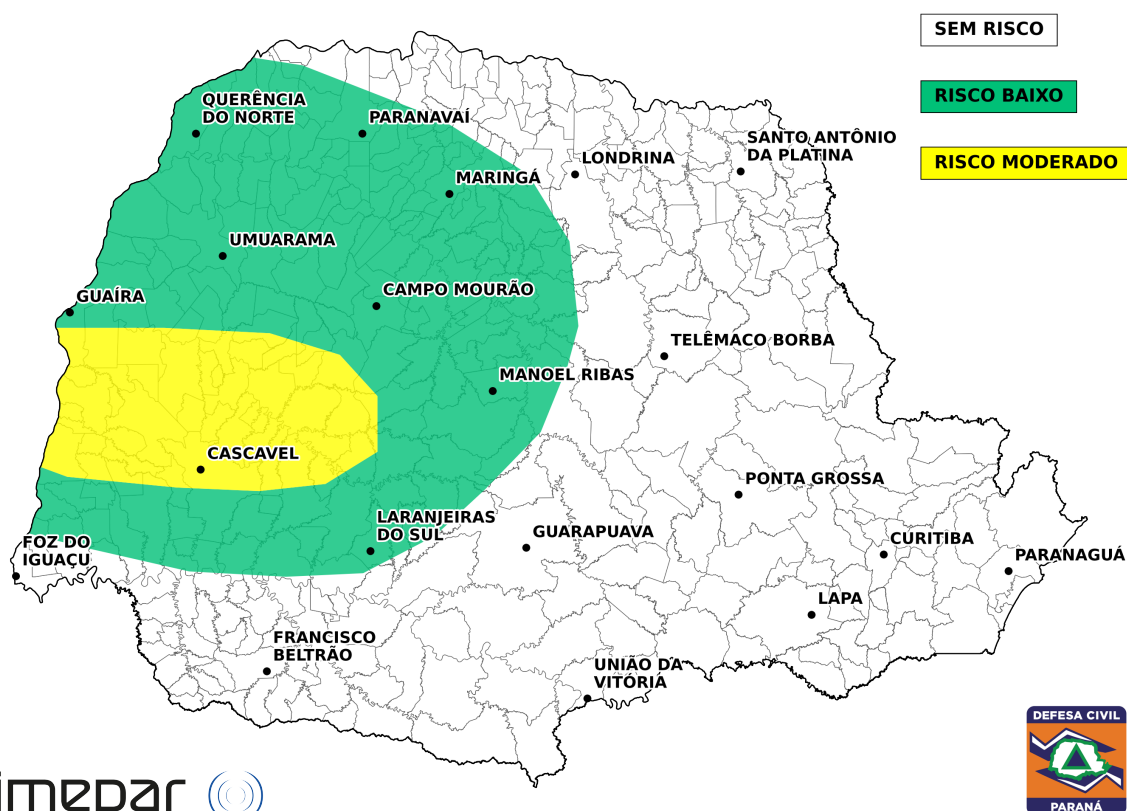 SEM RISCO
RISCO BAIXO
RISCO MODERADO
QUERÊNCIA
DO NORTE
PARANAVAÍ
SANTO ANTÔNIO
DA PLATINA
LONDRINA
MARINGÁ
UMUARAMA
CAMPO MOURÃO
GUAÍRA
TELÊMACO BORBA
MANOEL RIBAS
CASCAVEL
PONTA GROSSA
LARANJEIRAS
DO SUL
GUARAPUAVA
FOZ DO
IGUAÇU
CURITIBA
PARANAGUÁ
LAPA
FRANCISCO
BELTRÃO
UNIÃO DA
VITÓRIA
imepar
DEFESA CIVIL
PARANÁ